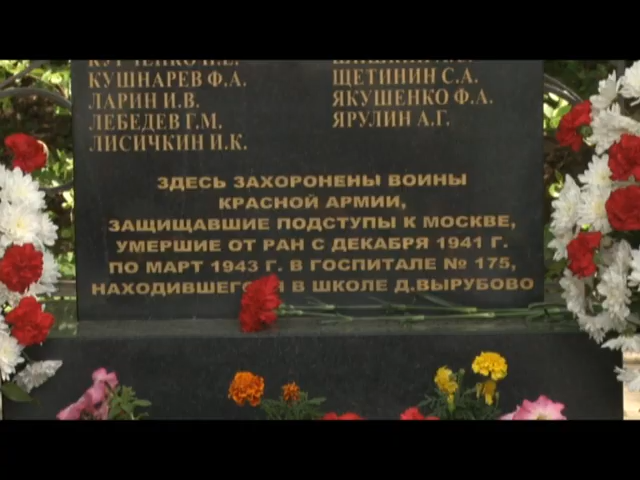 КУШНАРЕВ Ф.А.
ЛАРИН И.В.
ЛЕБЕДЕВ Г.М.
ЛИСИЧКИН И.К.
ЩЕТИНИН С.А.
ЯКУШЕНКО Ф.А.
ЯРУЛИН А.Г.
ЗДЕСЬ ЗАХОРОНЕНЫ ВОИНЫ
КРАСНОЙ АРМИИ,
ЗАЩИЩАВШИЕ ПОДСТУПЫ К МОСКВЕ,
УМЕРШИЕ ОТ РАН С ДЕКАБРЯ 1941 Г.
ПО МАРТ 1943 Г. В ГОСПИТАЛЕ № 175,
НАХОДИВШЕГОСЯ В ШКОЛЕ Д.ВЫРУБОВО